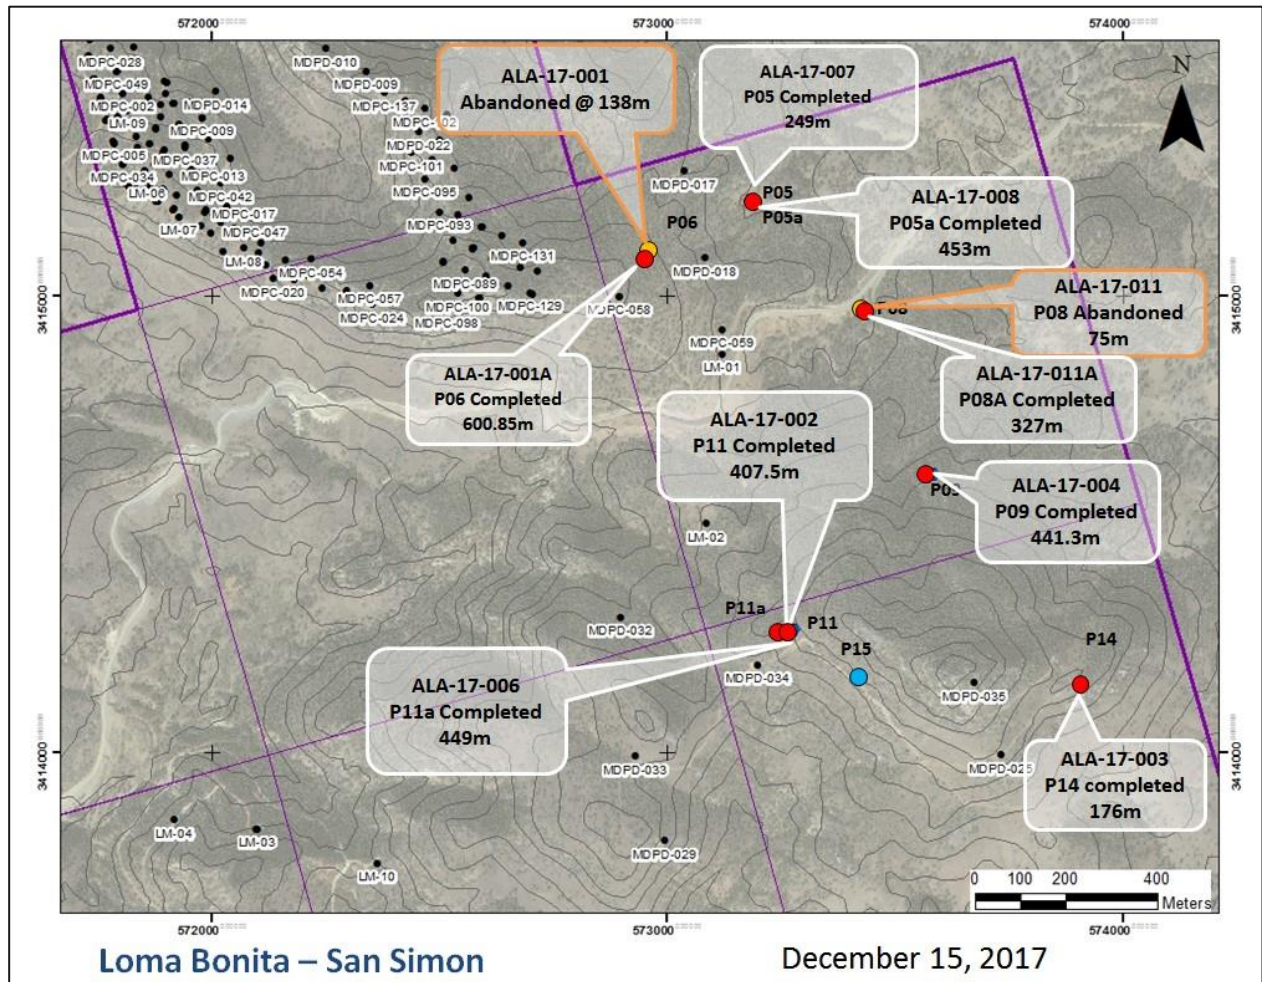 572000
573000
574000
MDPC-028
MDPD-010
MDPC-049
MDPD-009
MDPC-002
MDPD-014
MDPC-137
LM-09
MDPC-009
MDPD-022
MDPC-005
MDPC-037
MDPC-101
MDPC-034
MDPC-013
LM-06
MDPC-042
MDPC-095
MDPC-017
LM-07
MDPC-047
MDPC-093
LM-08
MDPC-131
MDPC-054
MDPC-020
MDPC-089
MDPC-057
MDPC-100
MDPC-129
MDPC-024
MDPC-098
MDPC-058
ALA-17-001
Abandoned @ 138m
ALA-17-007
P05 Completed
249m
N
MDPD-017
P05
P05a
P06
ALA-17-008
P05a Completed
453m
MDPD-018
ALA-17-011
P08 Abandoned
75m
P08
3415000
3415000
MDPC-059
LM-01
ALA-17-001A
P06 Completed
600.85m
ALA-17-011A
P08A Completed
327m
ALA-17-002
P11 Completed
407.5m
ALA-17-004
P09 Completed
441.3m
LM-02
MDPD-032
P11a
P11
P15
P14
MDPD-034
MDPD-035
ALA-17-006
P11a Completed
449m
3414000
3414000
MDPD-033
MDPD-025
ALA-17-003
P14 completed
176m
LM-04
LM-03
MDPD-029
LM-10
0 100 200 400
Meters
572000
573000
574000
Loma Bonita – San Simon
December 15, 2017